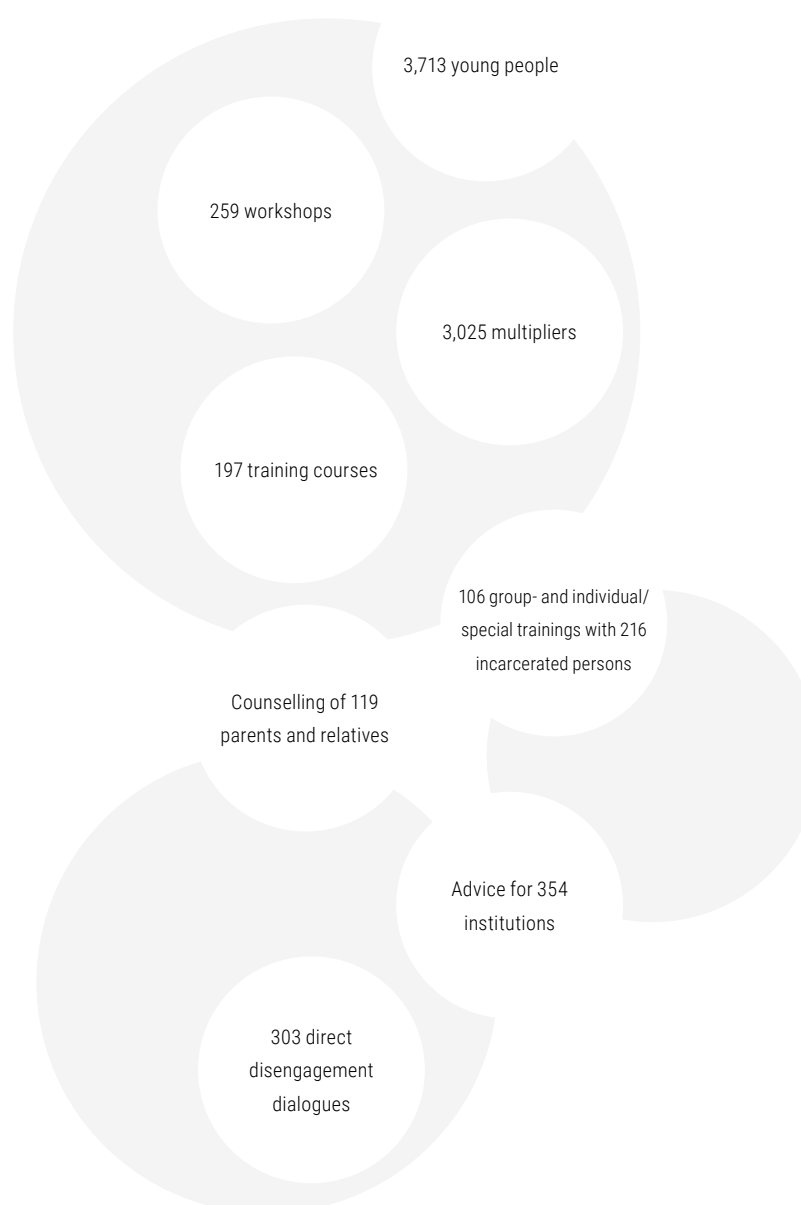 3,713 young people
259 workshops
3,025 multipliers
197 training courses
106 group- and individual/
special trainings with 216
incarcerated persons
Counselling of 119
parents and relatives
Advice for 354
institutions
303 direct
disengagement
dialogues